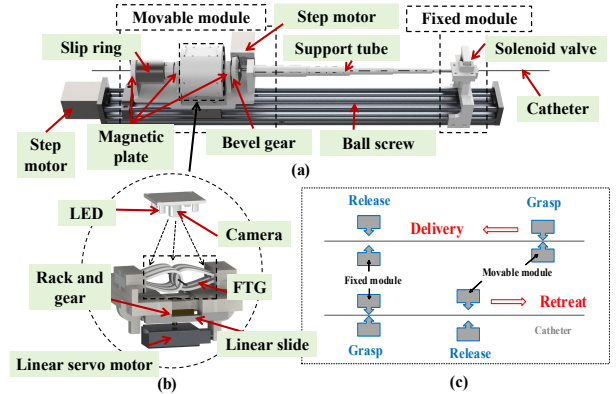 Movable module
Step motor
Fixed module
Slip ring
Support tube
Solenoid valve
Step
motor
Magnetic
plate
Bevel gear
Ball screw
Catheter
(a)
LED
Camera
Rack and
gear
FTG
Linear slide
Linear servo motor
(b)
Release
Grasp
Delivery
Fixed module
Movable module
Retreat
Grasp
Release
Catheter
(c)